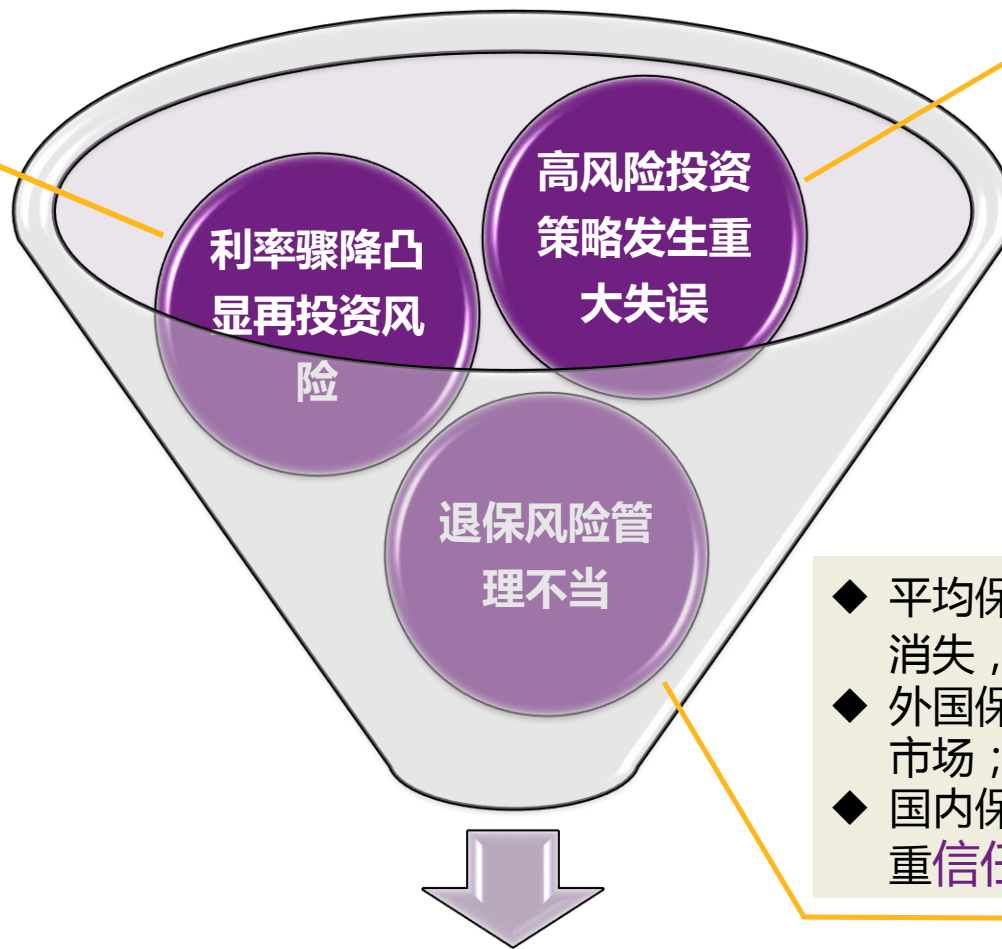 高风险投资
策略发生重
大失误
利率骤降凸
显再投资风
险
退保风险管
理不当
◆ 平均保
消失，
◆ 外国保
市场；
◆ 国内保
重信任